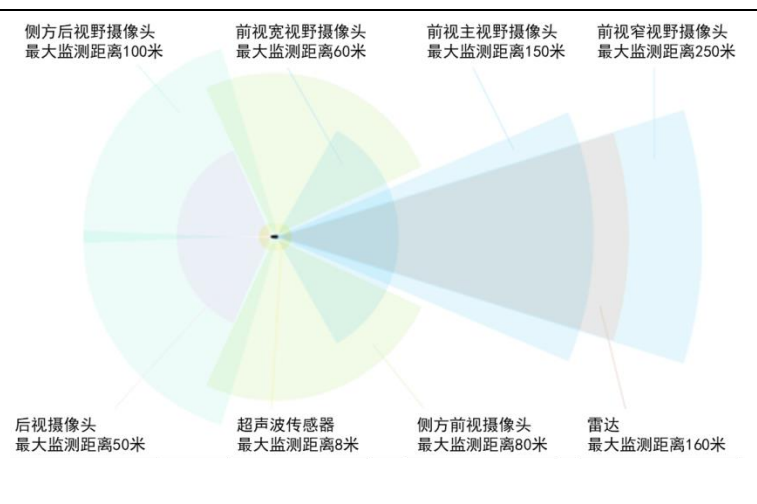 侧方后视野摄像头
最大监测距离100米
前视宽视野摄像头
最大监测距离60米
前视主视野摄像头
最大监测距离150米
前视窄视野摄像头
最大监测距离250米
后视摄像头
最大监测距离50米
超声波传感器
最大监测距离8米
侧方前视摄像头
最大监测距离80米
雷达
最大监测距离160米